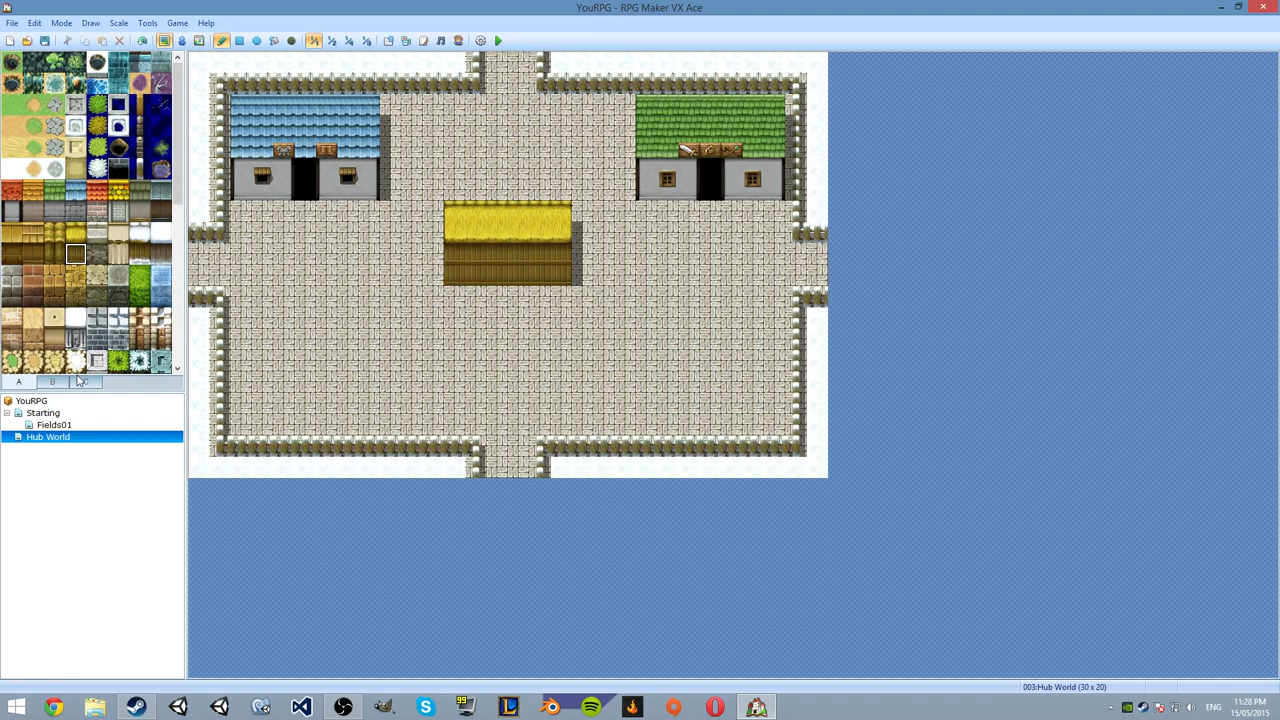 YouRPG - RPG Maker VX Ace
File Edit Mode Draw Scale Tools Game Help
A B C
YouRPG
Starting
Fields01
Hub World
003:Hub World (30 x 20)
99
ENG
11:28 PM
15/05/2015